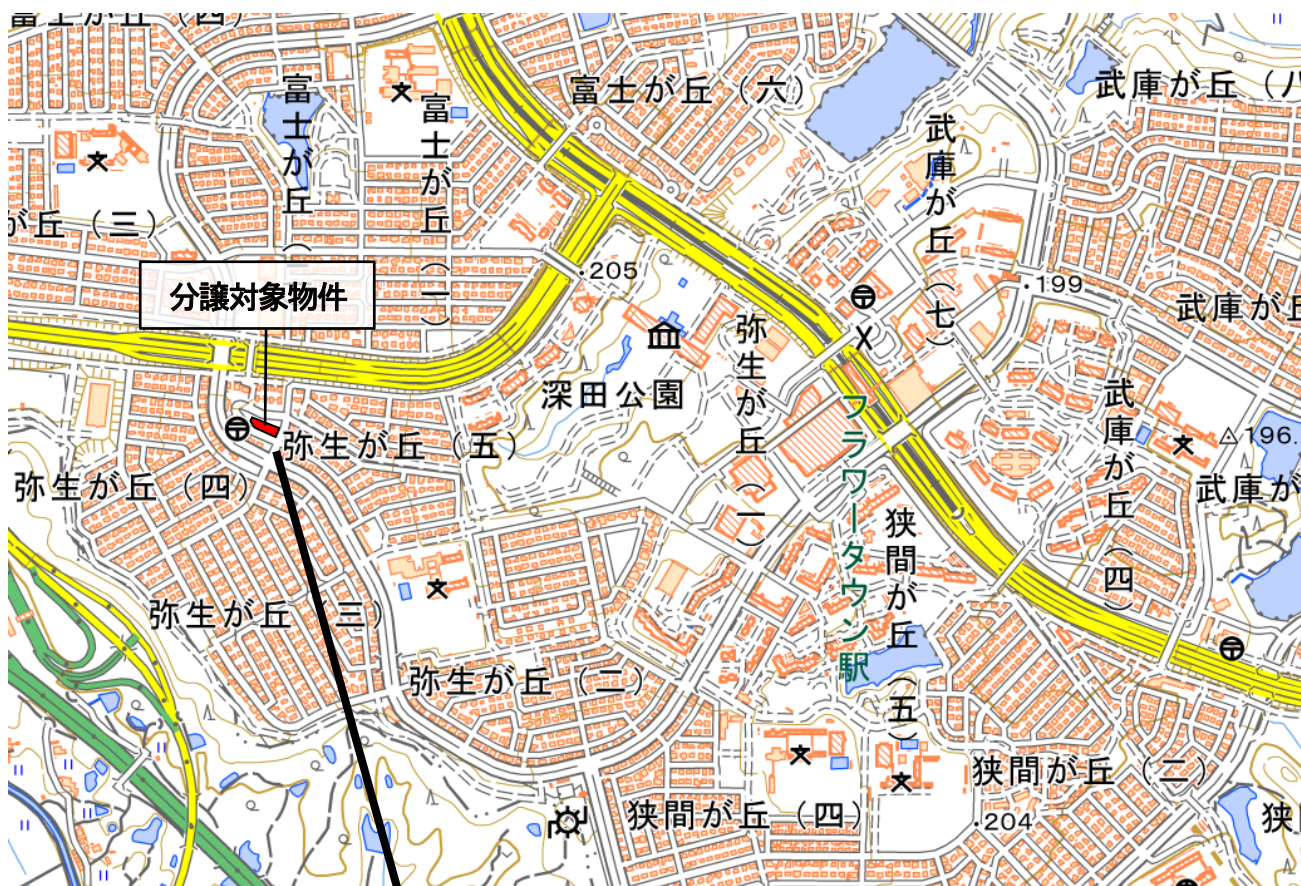 富士が丘（四）
富士が丘（六）
武庫が丘（八
富士が丘（
富士が丘（一）
武庫が丘（七）
が丘（三）
205
199
分譲対象物件
武庫が丘
弥生が丘（一）
深田公園
武庫が丘（四）
フラワータウン駅
196.
弥生が丘（五）
弥生が丘（四）
武庫が
狭間が丘（五）
弥生が丘（三）
弥生が丘（二）
狭間が丘（二）
狭間が丘（四）
204
狭